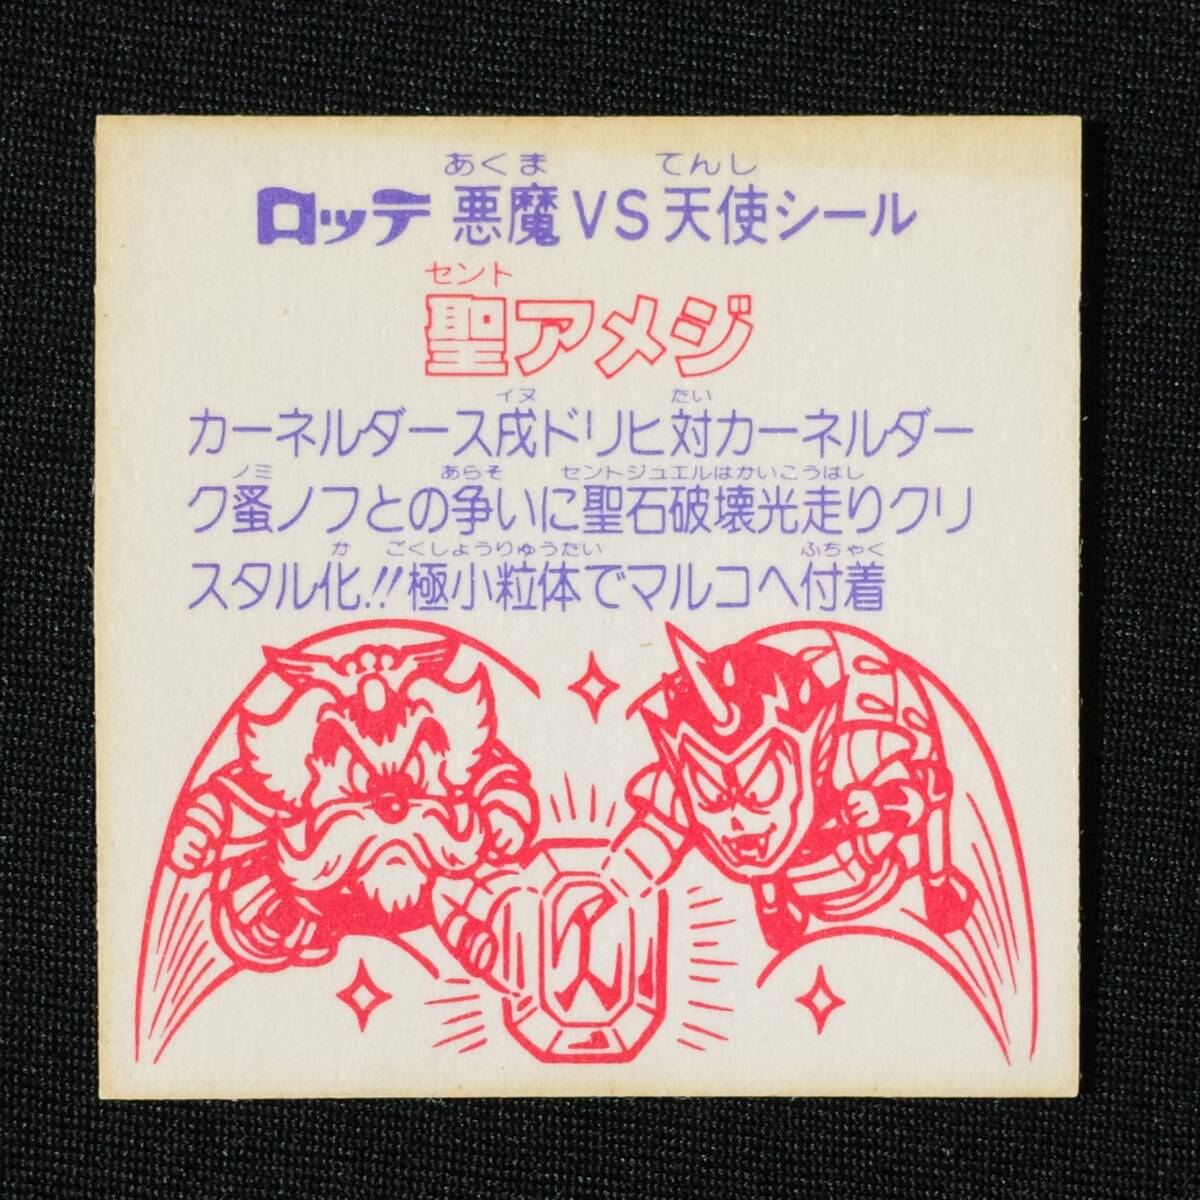 あくま てんし
ロッテ 悪魔VS天使シール
セント
聖アメジ
イヌ たい
カーネルダース戌ドリヒ対カーネルダー
ノミ あらそ セントジュエルはかいこうはし
ク蚤ノフとの争いに聖石破壊光走りクリ
か ごくしょうりゅうたい ふちゃく
スタル化!!極小粒体でマルコへ付着